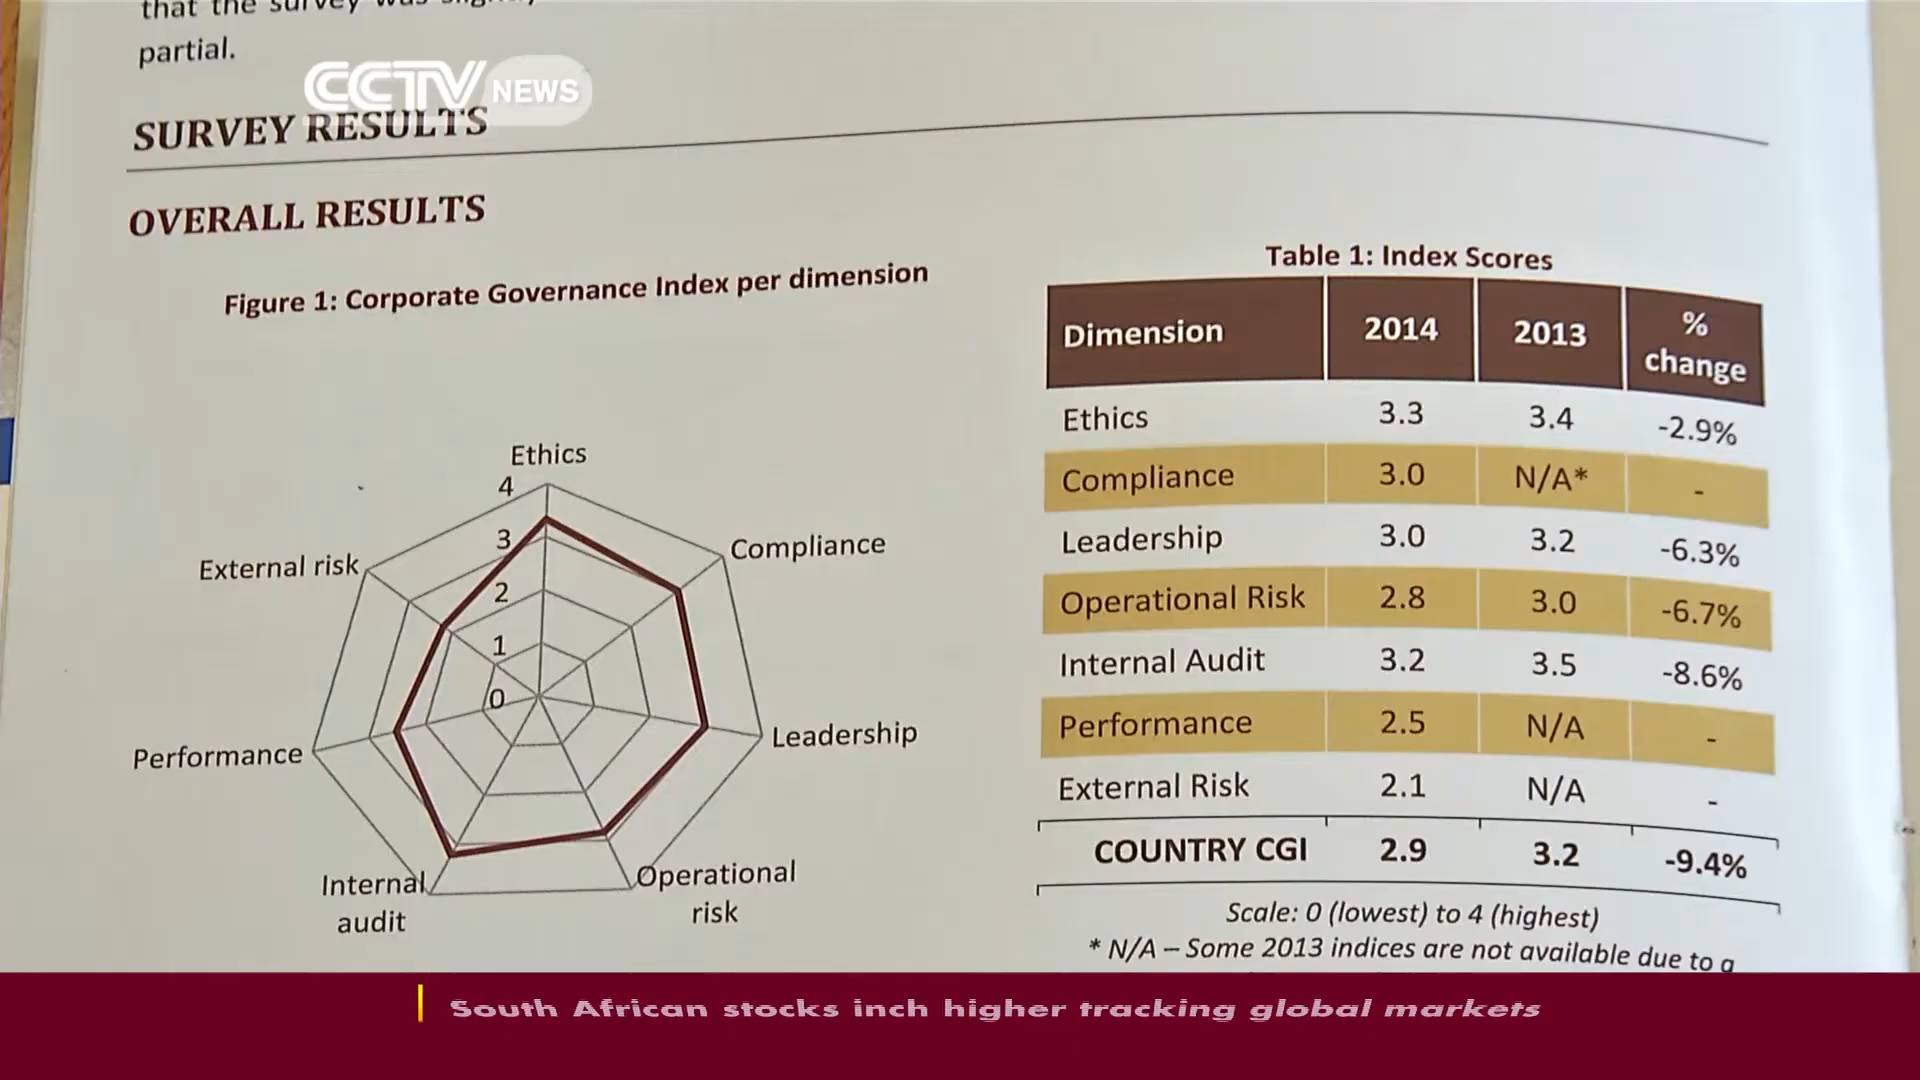 that the survey was
partial.
CCTV NEWS
SURVEY RESULTS
OVERALL RESULTS
Figure 1: Corporate Governance Index per dimension
Ethics
4
3
2
1
0
Compliance
Leadership
Operational
risk
Internal
audit
Performance
External risk
Table 1: Index Scores
Dimension 2014 2013 % change
Ethics 3.3 3.4 -2.9%
Compliance 3.0 N/A* -
Leadership 3.0 3.2 -6.3%
Operational Risk 2.8 3.0 -6.7%
Internal Audit 3.2 3.5 -8.6%
Performance 2.5 N/A -
External Risk 2.1 N/A -
COUNTRY CGI 2.9 3.2 -9.4%
Scale: 0 (lowest) to 4 (highest)
* N/A – Some 2013 indices are not available due to a
South African stocks inch higher tracking global markets